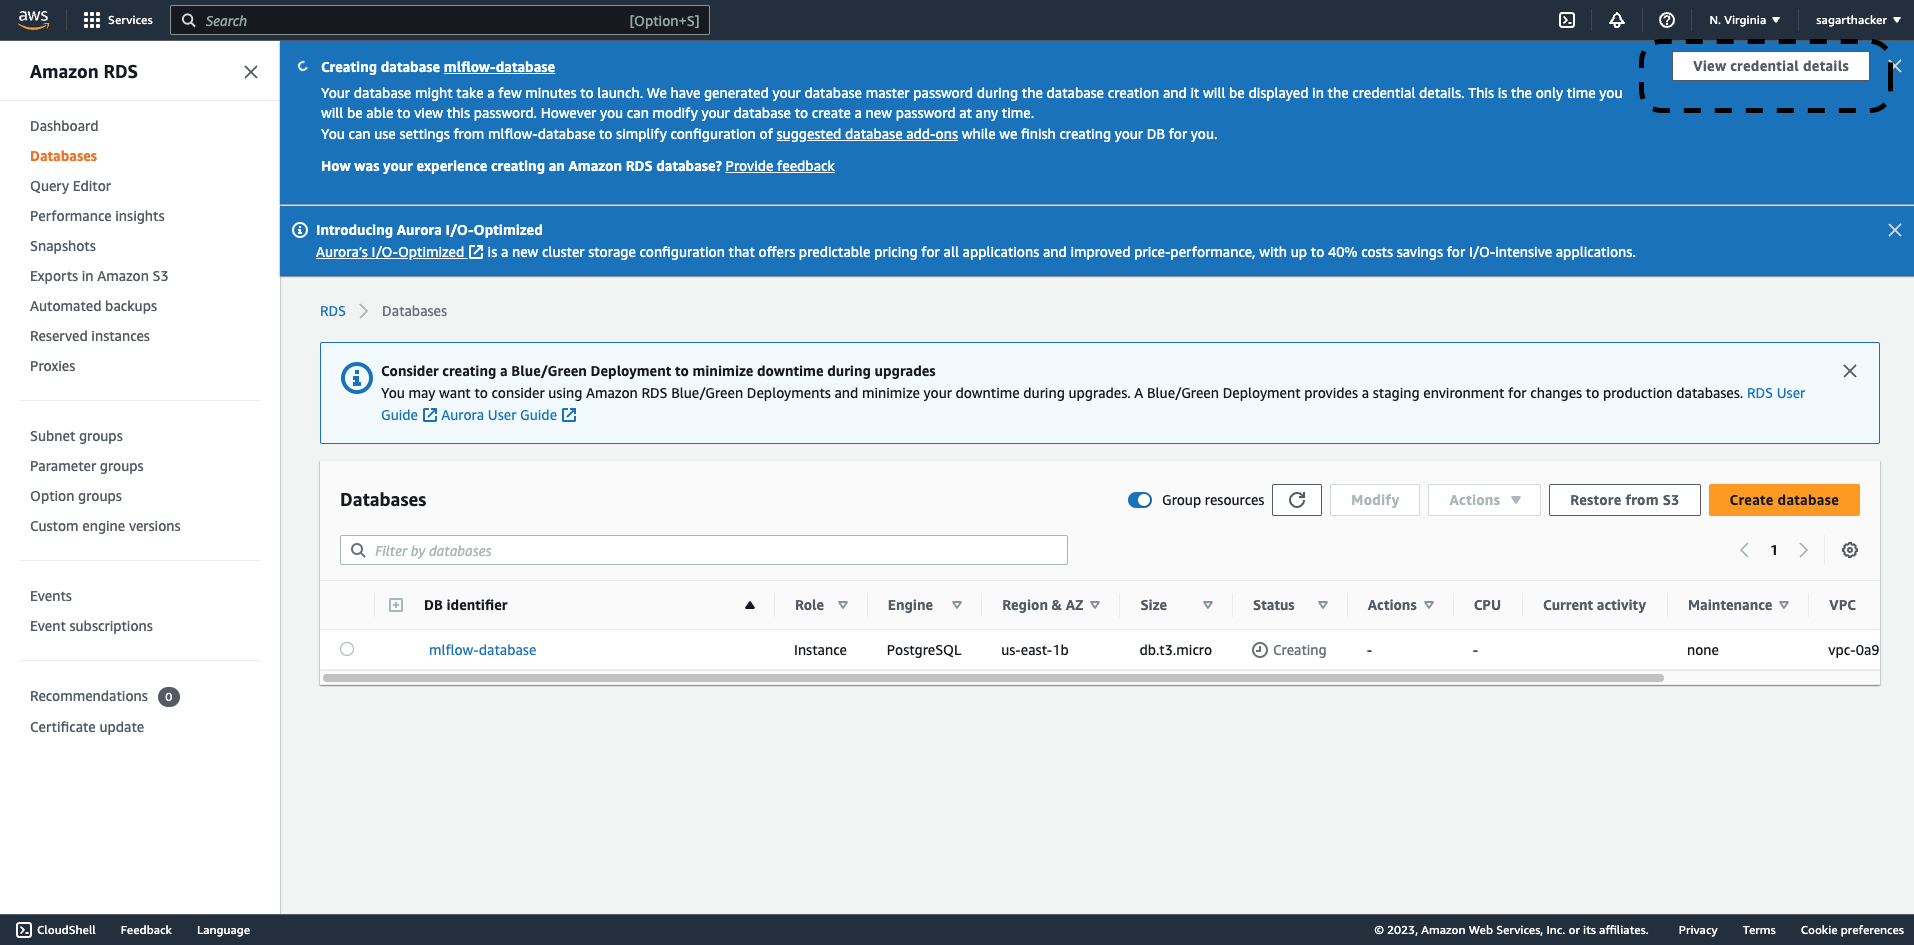 aws Services Search [Option+S] N. Virginia sagarthacker
Amazon RDS
Dashboard
Databases
Query Editor
Performance insights
Snapshots
Exports in Amazon S3
Automated backups
Reserved instances
Proxies
Subnet groups
Parameter groups
Option groups
Custom engine versions
Events
Event subscriptions
Recommendations 0
Certificate update
Creating database mlflow-database
View credential details
Your database might take a few minutes to launch. We have generated your database master password during the database creation and it will be displayed in the credential details. This is the only time you
will be able to view this password. However you can modify your database to create a new password at any time.
You can use settings from mlflow-database to simplify configuration of suggested database add-ons while we finish creating your DB for you.
How was your experience creating an Amazon RDS database? Provide feedback
Introducing Aurora I/O-Optimized
Aurora's I/O-Optimized is a new cluster storage configuration that offers predictable pricing for all applications and improved price-performance, with up to 40% costs savings for I/O-intensive applications.
RDS Databases
Consider creating a Blue/Green Deployment to minimize downtime during upgrades
You may want to consider using Amazon RDS Blue/Green Deployments and minimize your downtime during upgrades. A Blue/Green Deployment provides a staging environment for changes to production databases. RDS User
Guide Aurora User Guide
Databases Group resources Modify Actions Restore from S3 Create database
Filter by databases 1
DB identifier Role Engine Region & AZ Size Status Actions CPU Current activity Maintenance VPC
mlflow-database Instance PostgreSQL us-east-1b db.t3.micro Creating - - none vpc-0a9
CloudShell Feedback Language © 2023, Amazon Web Services, Inc. or its affiliates. Privacy Terms Cookie preferences